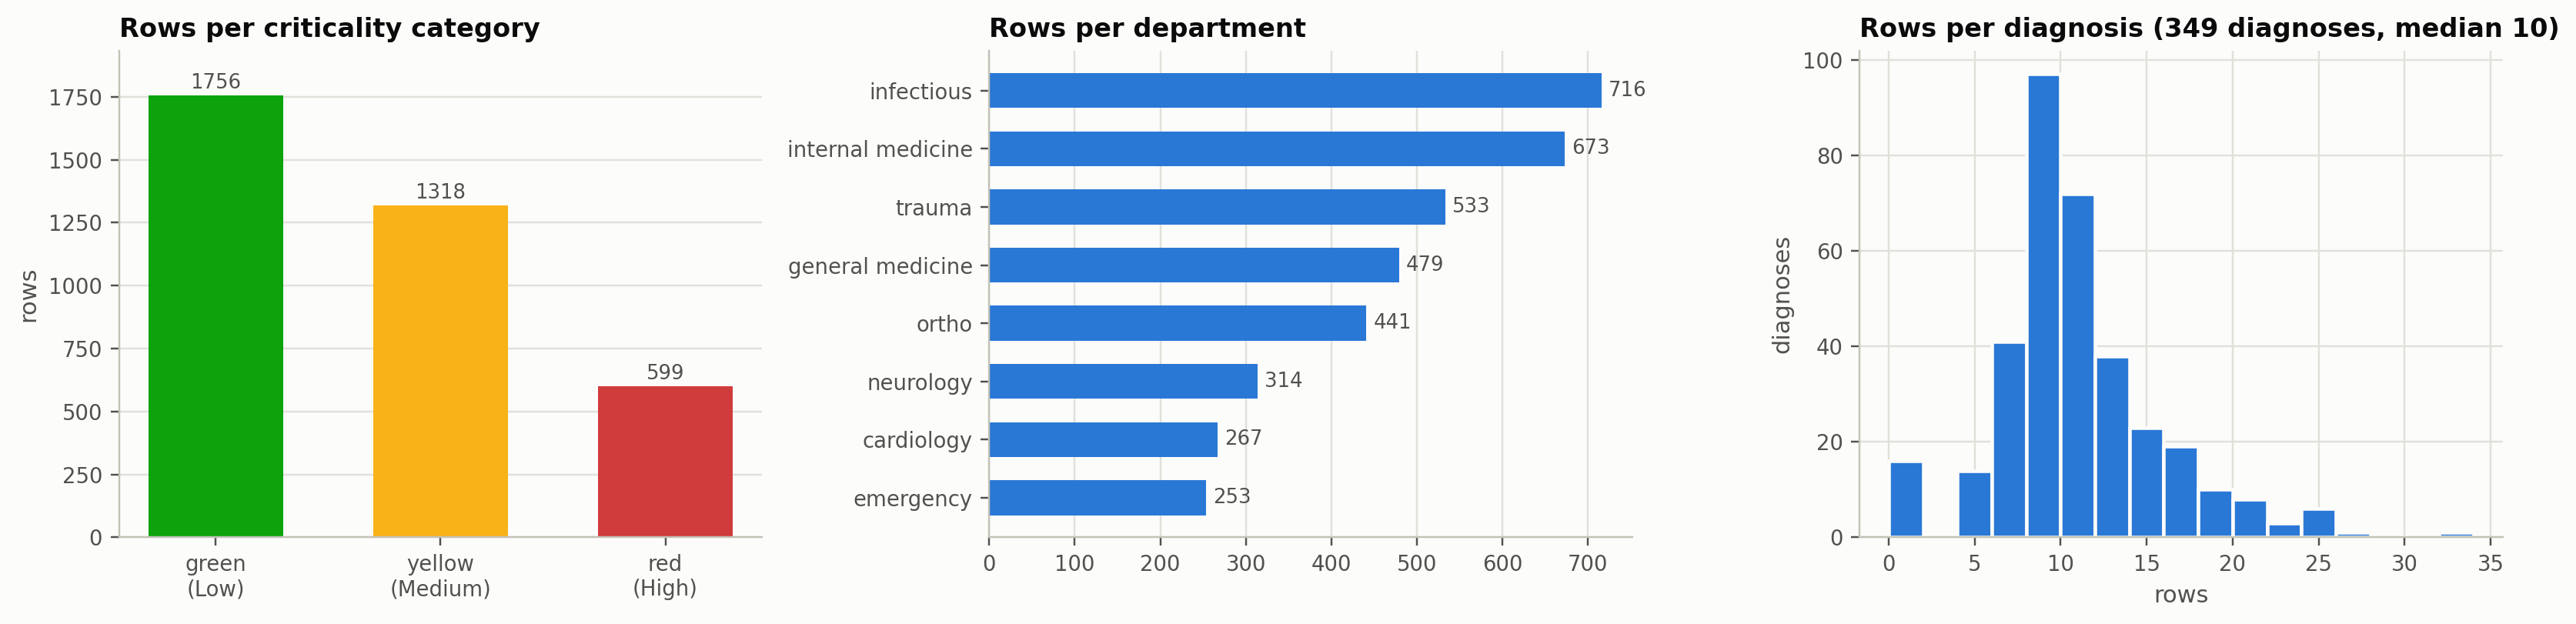 Rows per criticality category
rows
1750
1500
1250
1000
750
500
250
0
1756
1318
599
green
(Low)
yellow
(Medium)
red
(High)
Rows per department
infectious
716
internal medicine
673
trauma
533
general medicine
479
ortho
441
neurology
314
cardiology
267
emergency
253
0 100 200 300 400 500 600 700
Rows per diagnosis (349 diagnoses, median 10)
diagnoses
100
80
60
40
20
0
0 5 10 15 20 25 30 35
rows